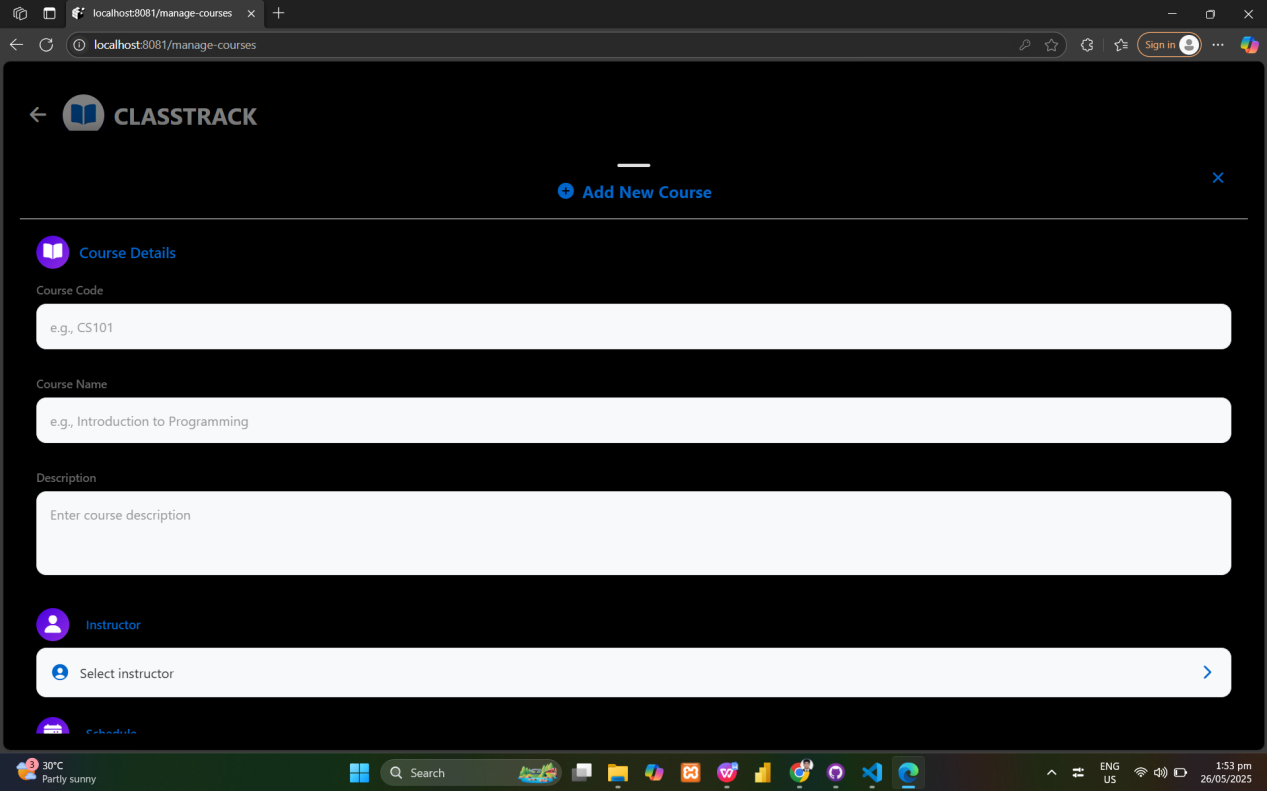 localhost:8081/manage-courses
localhost:8081/manage-courses
Sign in
CLASSTRACK
Add New Course
Course Details
Course Code
e.g., CS101
Course Name
e.g., Introduction to Programming
Description
Enter course description
Instructor
Select instructor
Schedule
3
30°C
Partly sunny
Search
ENG
US
1:53 pm
26/05/2025